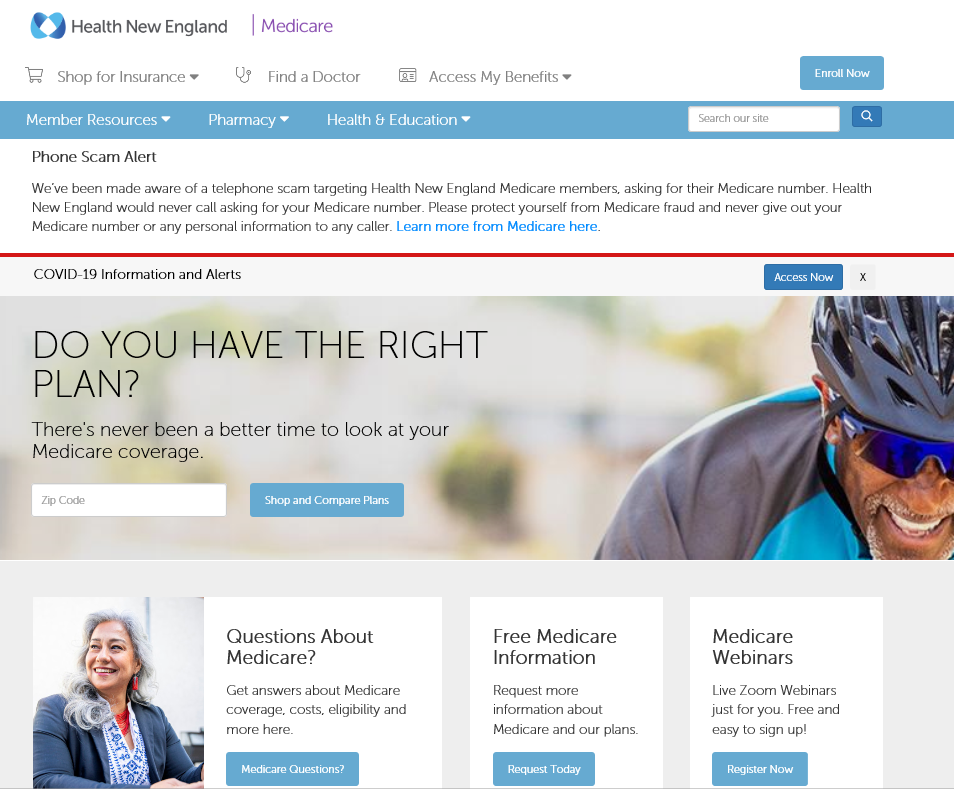 Health New England | Medicare
Shop for Insurance
Find a Doctor
Access My Benefits
Enroll Now
Member Resources
Pharmacy
Health & Education
Search our site
Phone Scam Alert
We've been made aware of a telephone scam targeting Health New England Medicare members, asking for their Medicare number. Health
New England would never call asking for your Medicare number. Please protect yourself from Medicare fraud and never give out your
Medicare number or any personal information to any caller. Learn more from Medicare here.
COVID-19 Information and Alerts
Access Now
X
DO YOU HAVE THE RIGHT
PLAN?
There's never been a better time to look at your
Medicare coverage.
Zip Code
Shop and Compare Plans
Questions About
Medicare?
Get answers about Medicare
coverage, costs, eligibility and
more here.
Medicare Questions?
Free Medicare
Information
Request more
information about
Medicare and our plans.
Request Today
Medicare
Webinars
Live Zoom Webinars
just for you. Free and
easy to sign up!
Register Now